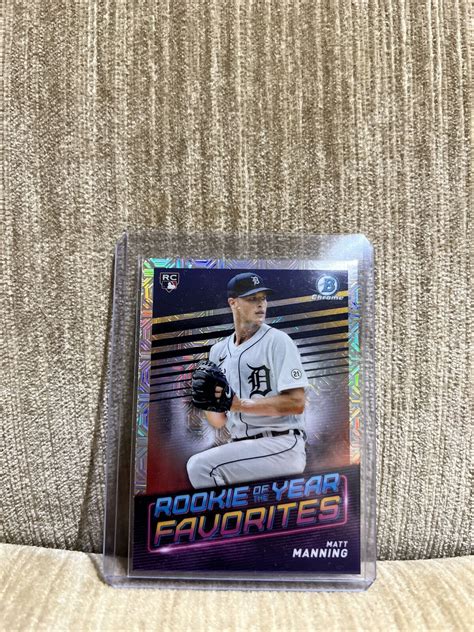 RC
B
Chrome
D
D
21
ROOKIE OF THE YEAR
FAVORITES
MATT
MANNING